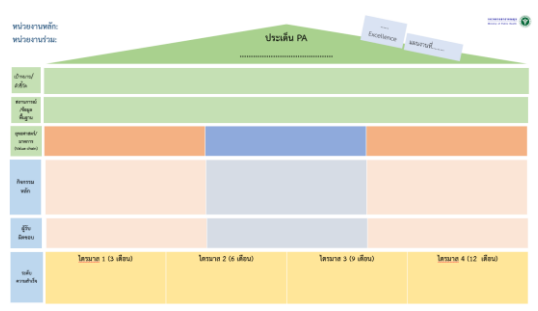 หน่วยงานหลัก:
หน่วยงานร่วม:
ประเด็น PA
Excellence
แผนงานที่.......
เป้าหมาย/
ตัวชี้วัด
สถานการณ์
/ข้อมูล
พื้นฐาน
ยุทธศาสตร์/
มาตรการ
กิจกรรม
หลัก
ผู้รับ
ผิดชอบ
ระดับ
ความสำเร็จ
ไตรมาส 1 (3 เดือน)
ไตรมาส 2 (6 เดือน)
ไตรมาส 3 (9 เดือน)
ไตรมาส 4 (12 เดือน)